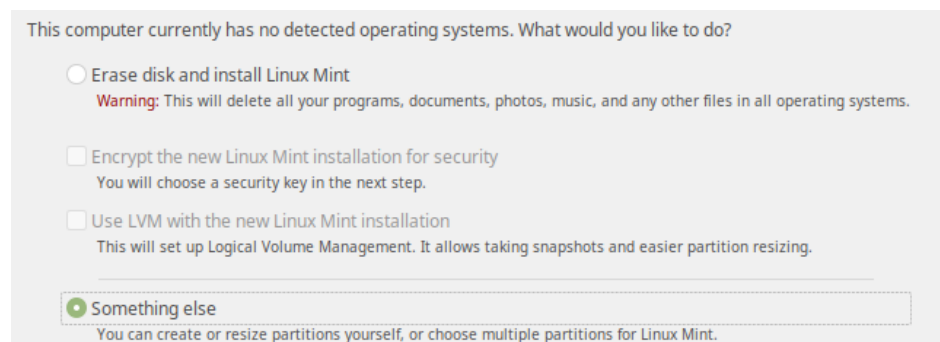 This computer currently has no detected operating systems. What would you like to do?
Erase disk and install Linux Mint
Warning: This will delete all your programs, documents, photos, music, and any other files in all operating systems.
Encrypt the new Linux Mint installation for security
You will choose a security key in the next step.
Use LVM with the new Linux Mint installation
This will set up Logical Volume Management. It allows taking snapshots and easier partition resizing.
Something else
You can create or resize partitions yourself, or choose multiple partitions for Linux Mint.